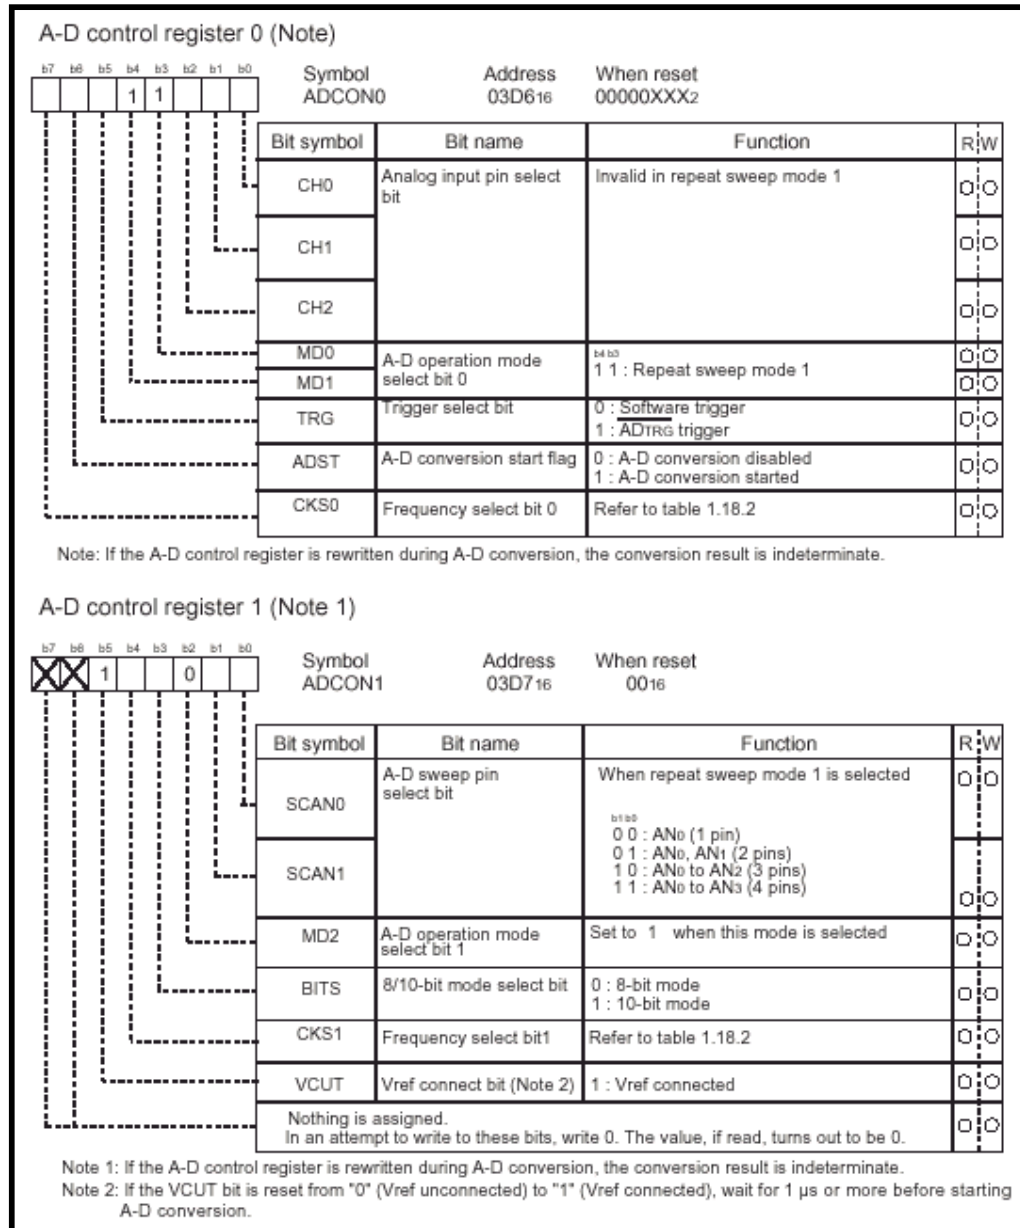 A-D control register 0 (Note)
b7 b6 b5 b4 b3 b2 b1 b0
1 1
Symbol Address When reset
ADCON0 03D616 00000XXX2
Bit symbol Bit name Function R W
CH0 Analog input pin select bit Invalid in repeat sweep mode 1 O O
CH1 O O
CH2 O O
MD0 A-D operation mode select bit 0 b4 b3 O O
MD1 1 1 : Repeat sweep mode 1 O O
TRG Trigger select bit 0 : Software trigger O O
1 : ADTRG trigger
ADST A-D conversion start flag 0 : A-D conversion disabled O O
1 : A-D conversion started
CKS0 Frequency select bit 0 Refer to table 1.18.2 O O
Note: If the A-D control register is rewritten during A-D conversion, the conversion result is indeterminate.
A-D control register 1 (Note 1)
b7 b6 b5 b4 b3 b2 b1 b0
X X 1 0
Symbol Address When reset
ADCON1 03D716 0016
Bit symbol Bit name Function R W
SCAN0 A-D sweep pin select bit When repeat sweep mode 1 is selected O O
b1 b0
0 0 : AN0 (1 pin)
0 1 : AN0, AN1 (2 pins)
SCAN1 1 0 : AN0 to AN2 (3 pins)
1 1 : AN0 to AN3 (4 pins) O O
MD2 A-D operation mode select bit 1 Set to 1 when this mode is selected O O
BITS 8/10-bit mode select bit 0 : 8-bit mode O O
1 : 10-bit mode
CKS1 Frequency select bit1 Refer to table 1.18.2 O O
VCUT Vref connect bit (Note 2) 1 : Vref connected O O
Nothing is assigned.
In an attempt to write to these bits, write 0. The value, if read, turns out to be 0. O O
Note 1: If the A-D control register is rewritten during A-D conversion, the conversion result is indeterminate.
Note 2: If the VCUT bit is reset from "0" (Vref unconnected) to "1" (Vref connected), wait for 1 µs or more before starting
A-D conversion.